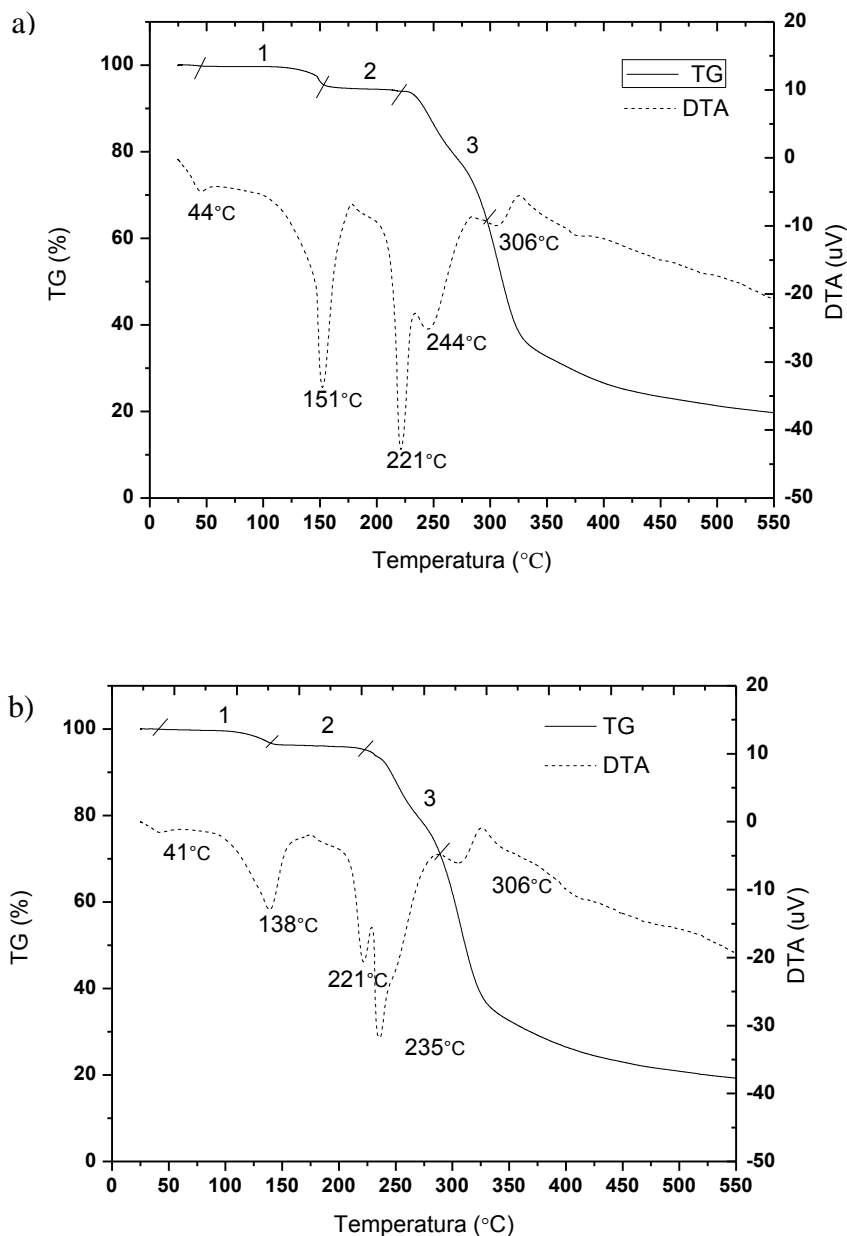 a)
1
2
3
TG
DTA
44°C
151°C
221°C
244°C
306°C
100
80
60
40
20
0
TG (%)
20
10
0
-10
-20
-30
-40
-50
DTA (uV)
0 50 100 150 200 250 300 350 400 450 500 550
Temperatura (°C)
b)
1
2
3
TG
DTA
41°C
138°C
221°C
235°C
306°C
100
80
60
40
20
0
TG (%)
20
10
0
-10
-20
-30
-40
-50
DTA (uV)
0 50 100 150 200 250 300 350 400 450 500 550
Temperatura (°C)